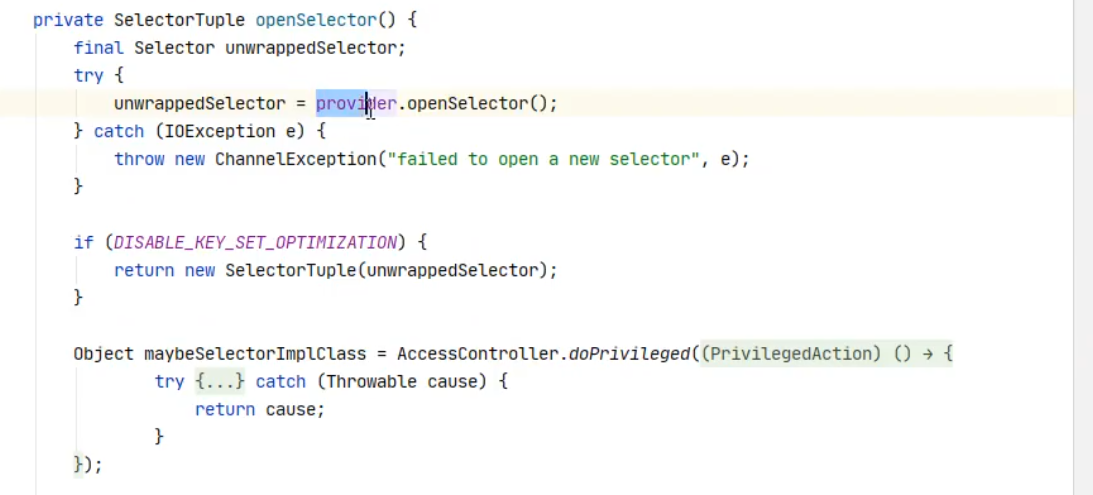 private SelectorTuple openSelector() {
final Selector unwrappedSelector;
try {
unwrappedSelector = provider.openSelector();
} catch (IOException e) {
throw new ChannelException("failed to open a new selector", e);
}
if (DISABLE_KEY_SET_OPTIMIZATION) {
return new SelectorTuple(unwrappedSelector);
}
Object maybeSelectorImplClass = AccessController.doPrivileged((PrivilegedAction) () → {
try {...} catch (Throwable cause) {
return cause;
}
});